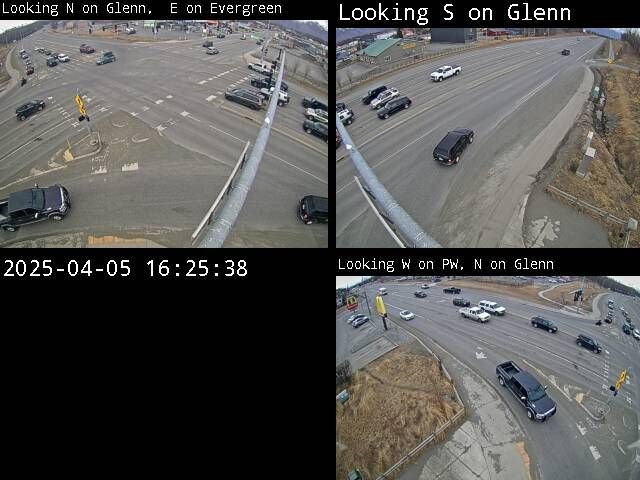 Looking N on Glenn,  E on Evergreen
Looking S on Glenn
2025-04-05 16:25:38
Looking W on PW, N on Glenn